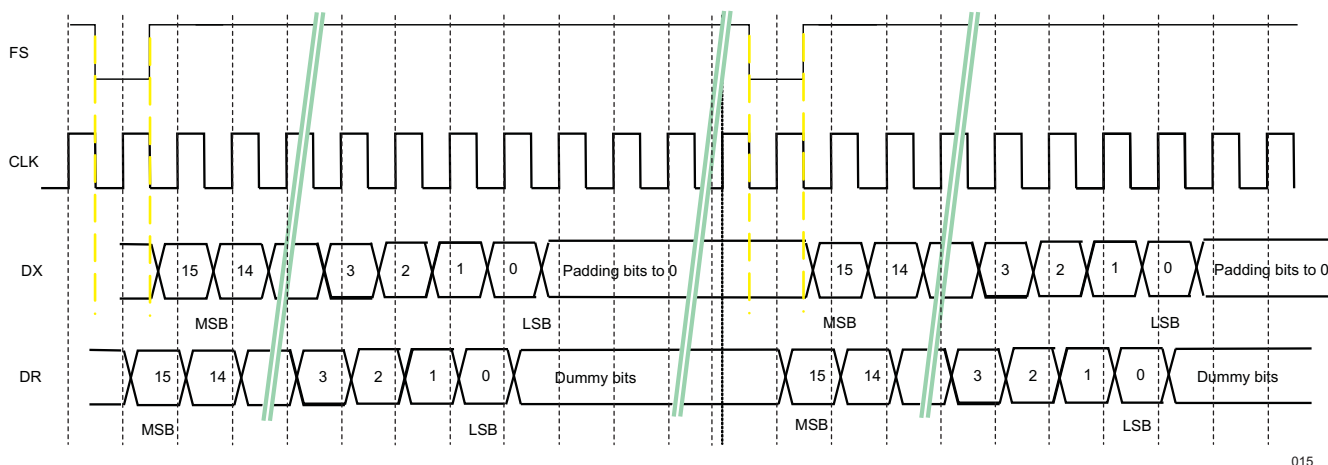 FS
CLK
DX 15 14 3 2 1 0 Padding bits to 0 15 14 3 2 1 0 Padding bits to 0
MSB LSB MSB LSB
DR 15 14 3 2 1 0 Dummy bits 15 14 3 2 1 0 Dummy bits
MSB LSB MSB LSB
015